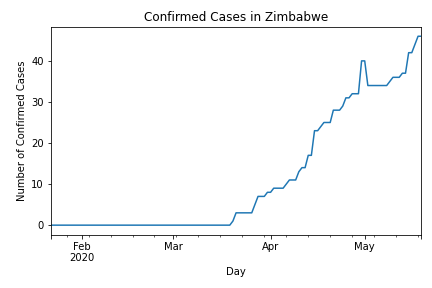 Confirmed Cases in Zimbabwe
Number of Confirmed Cases
40
30
20
10
0
Feb
2020
Mar
Apr
May
Day